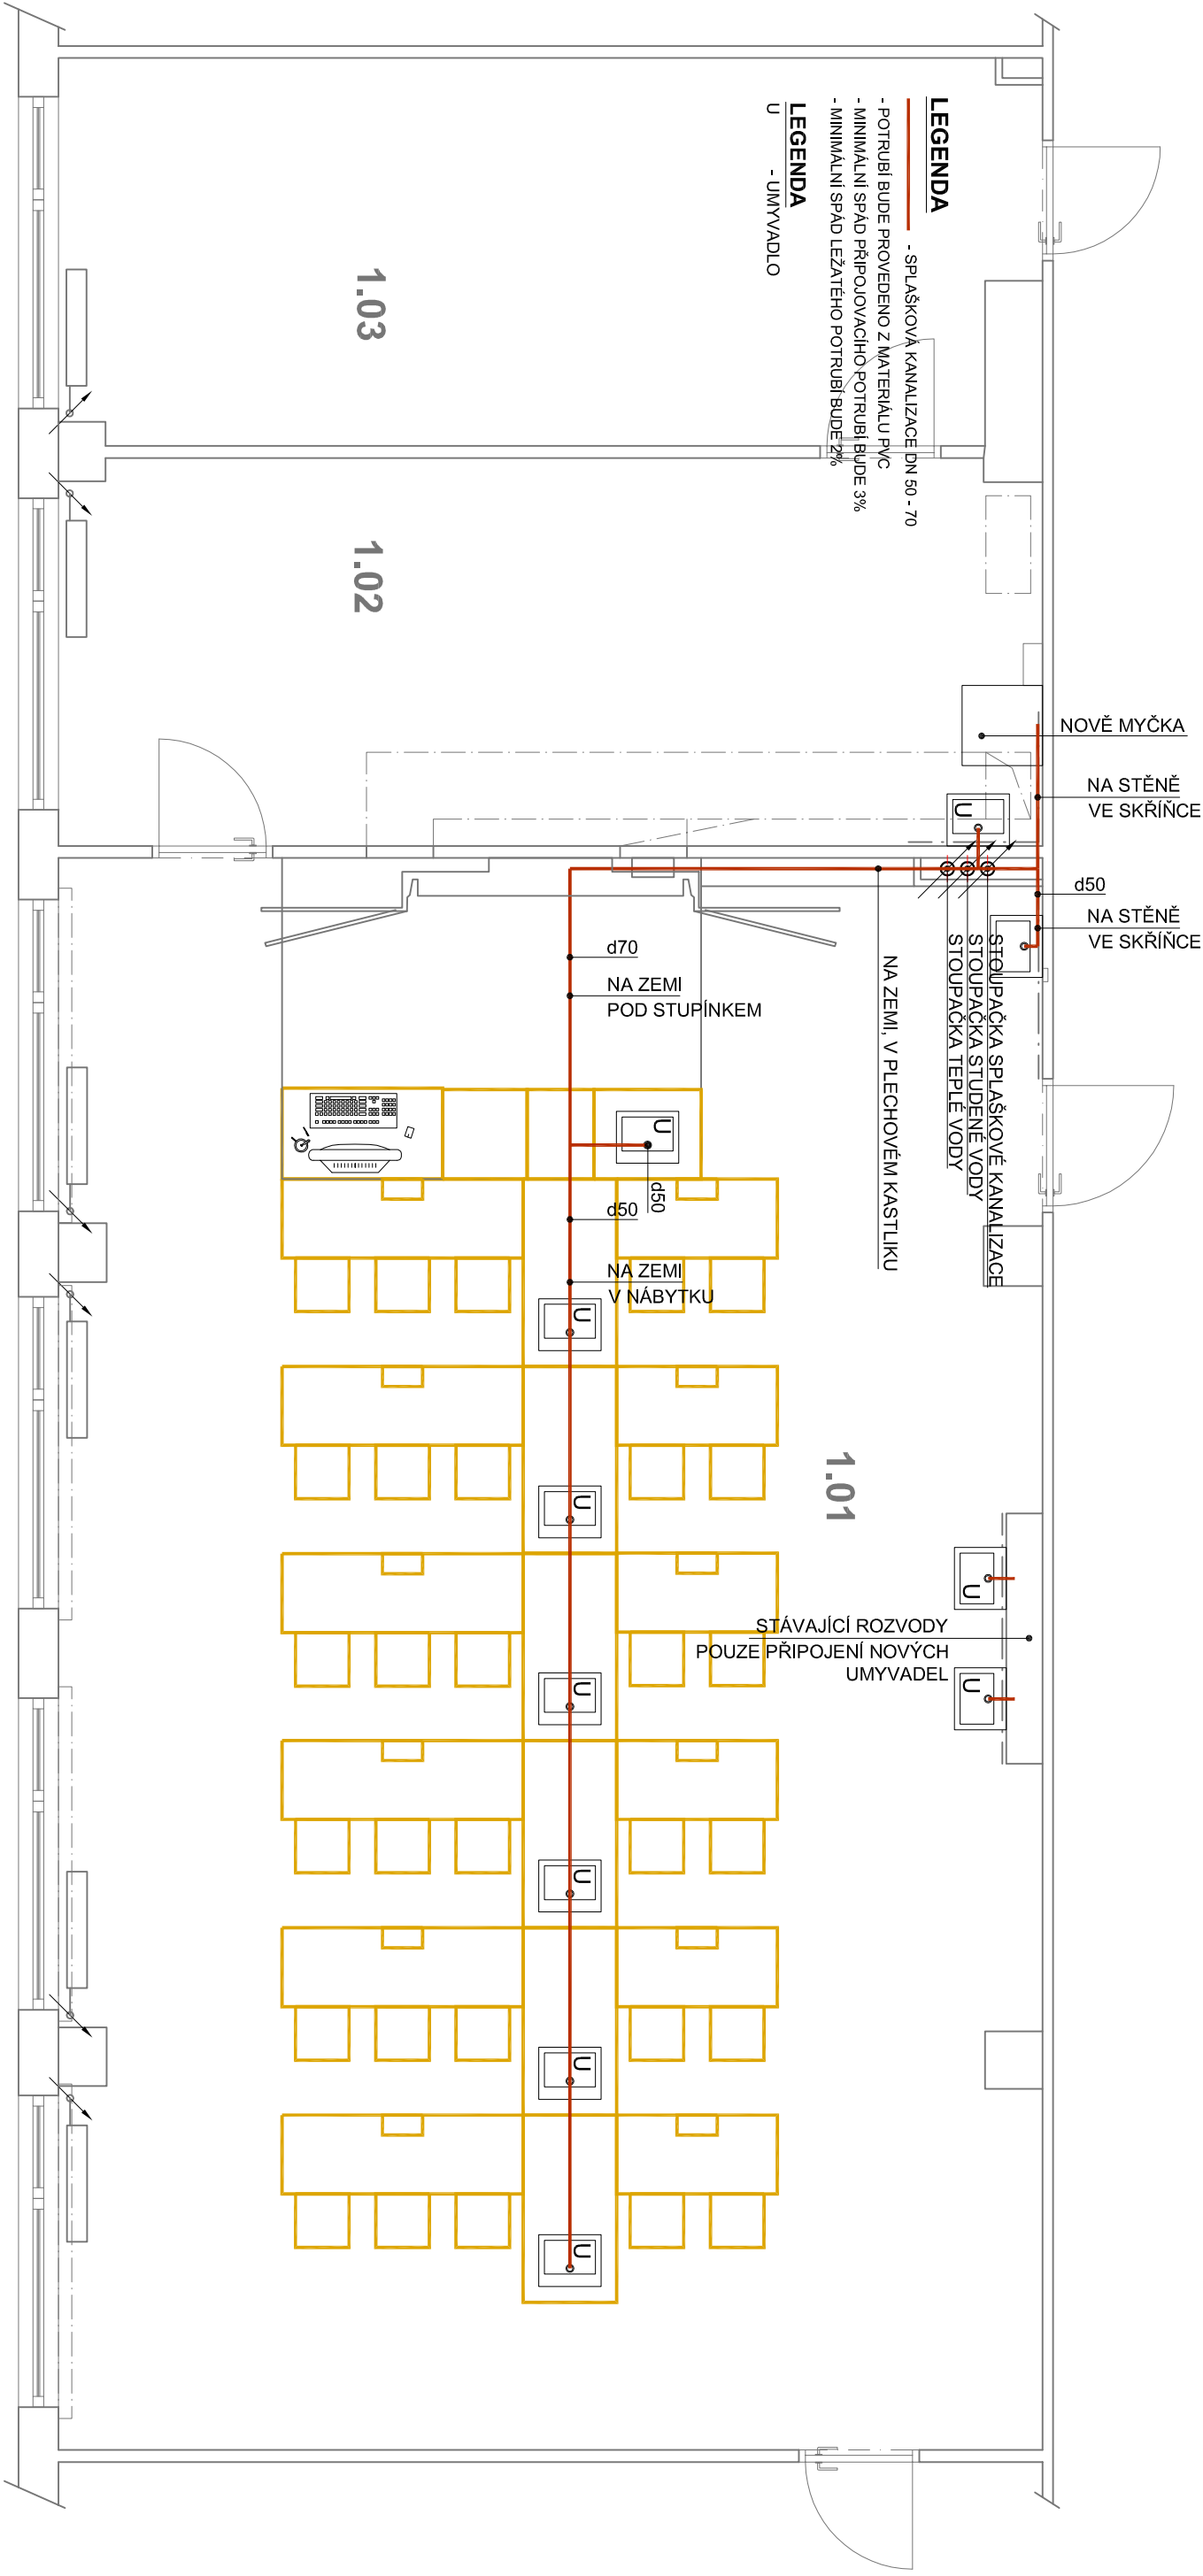 LEGENDA
- SPLAŠKOVÁ KANALIZACE DN 50 - 70
- POTRUBÍ BUDE PROVEDENO Z MATERIÁLU PVC
- MINIMÁLNÍ SPÁD PŘIPOJOVACÍHO POTRUBÍ BUDE 3%
- MINIMÁLNÍ SPÁD LEŽATÉHO POTRUBÍ BUDE 2%
LEGENDA
U - UMYVADLO
1.03
1.02
NOVĚ MYČKA
NA STĚNĚ
VE SKŘÍŇCE
U
d50
NA STĚNĚ
VE SKŘÍŇCE
STOUPAČKA SPLAŠKOVÉ KANALIZACE
STOUPAČKA STUDENÉ VODY
STOUPAČKA TEPLÉ VODY
NA ZEMI, V PLECHOVÉM KASTLIKU
d70
NA ZEMI
POD STUPÍNKEM
U
d50
d50
NA ZEMI
V NÁBYTKU
U
1.01
U
U
STÁVAJÍCÍ ROZVODY
POUZE PŘIPOJENÍ NOVÝCH
UMYVADEL
U
U
U
U
U